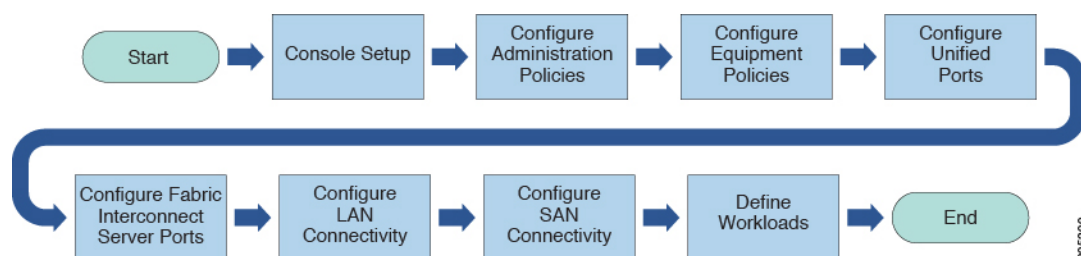 Start
Console Setup
Configure
Administration
Policies
Configure
Equipment
Policies
Configure
Unified
Ports
Configure Fabric
Interconnect
Server Ports
Configure
LAN
Connectivity
Configure
SAN
Connectivity
Define
Workloads
End